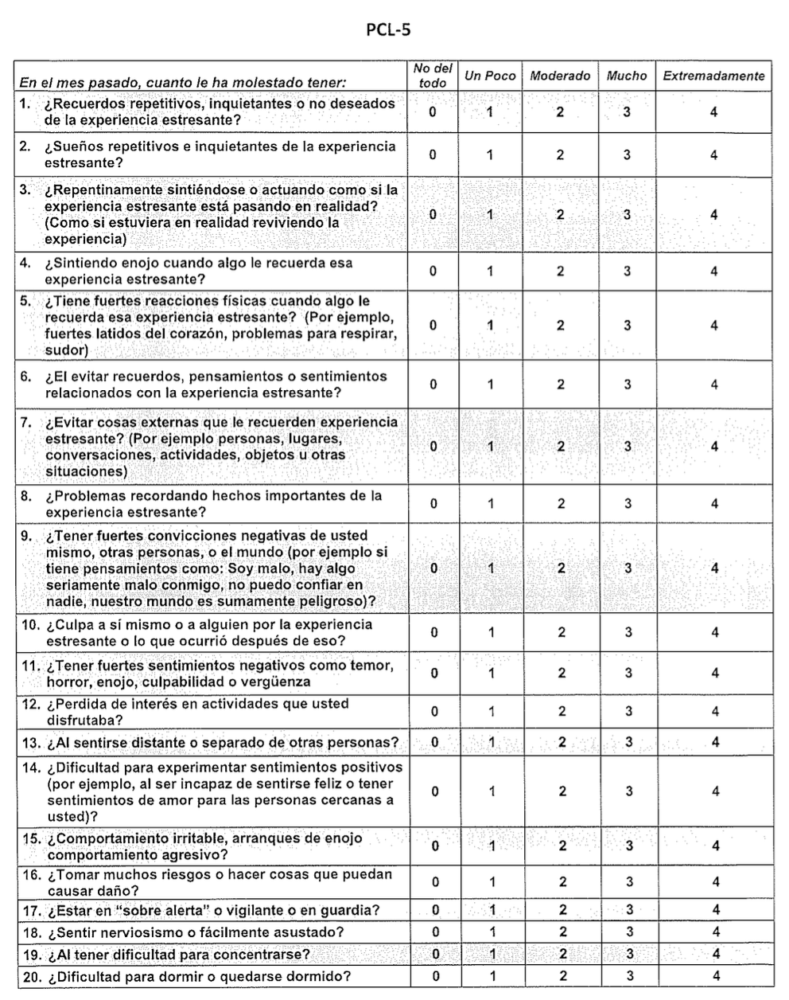 PCL-5
En el mes pasado, cuanto le ha molestado tener: No del todo Un Poco Moderado Mucho Extremadamente
1. ¿Recuerdos repetitivos, inquietantes o no deseados
de la experiencia estresante? 0 1 2 3 4
2. ¿Sueños repetitivos e inquietantes de la experiencia
estresante? 0 1 2 3 4
3. ¿Repentinamente sintiéndose o actuando como si la
experiencia estresante está pasando en realidad?
(Como si estuviera en realidad reviviendo la
experiencia) 0 1 2 3 4
4. ¿Sintiendo enojo cuando algo le recuerda esa
experiencia estresante? 0 1 2 3 4
5. ¿Tiene fuertes reacciones físicas cuando algo le
recuerda esa experiencia estresante? (Por ejemplo,
fuertes latidos del corazón, problemas para respirar,
sudor) 0 1 2 3 4
6. ¿El evitar recuerdos, pensamientos o sentimientos
relacionados con la experiencia estresante? 0 1 2 3 4
7. ¿Evitar cosas externas que le recuerden experiencia
estresante? (Por ejemplo personas, lugares,
conversaciones, actividades, objetos u otras
situaciones) 0 1 2 3 4
8. ¿Problemas recordando hechos importantes de la
experiencia estresante? 0 1 2 3 4
9. ¿Tener fuertes convicciones negativas de usted
mismo, otras personas, o el mundo (por ejemplo si
tiene pensamientos como: Soy malo, hay algo
seriamente malo conmigo, no puedo confiar en
nadie, nuestro mundo es sumamente peligroso)? 0 1 2 3 4
10. ¿Culpa a sí mismo o a alguien por la experiencia
estresante o lo que ocurrió después de eso? 0 1 2 3 4
11. ¿Tener fuertes sentimientos negativos como temor,
horror, enojo, culpabilidad o vergüenza 0 1 2 3 4
12. ¿Perdida de interés en actividades que usted
disfrutaba? 0 1 2 3 4
13. ¿Al sentirse distante o separado de otras personas? 0 1 2 3 4
14. ¿Dificultad para experimentar sentimientos positivos
(por ejemplo, al ser incapaz de sentirse feliz o tener
sentimientos de amor para las personas cercanas a
usted)? 0 1 2 3 4
15. ¿Comportamiento irritable, arranques de enojo
comportamiento agresivo? 0 1 2 3 4
16. ¿Tomar muchos riesgos o hacer cosas que puedan
causar daño? 0 1 2 3 4
17. ¿Estar en “sobre alerta” o vigilante o en guardia? 0 1 2 3 4
18. ¿Sentir nerviosismo o fácilmente asustado? 0 1 2 3 4
19. ¿Al tener dificultad para concentrarse? 0 1 2 3 4
20. ¿Dificultad para dormir o quedarse dormido? 0 1 2 3 4